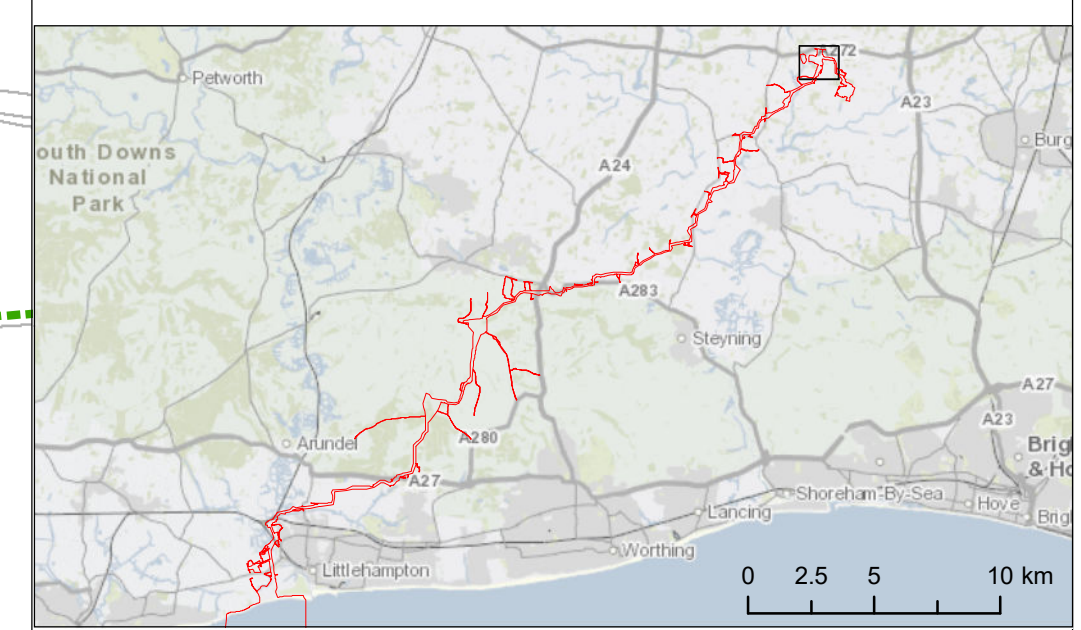 A272
Petworth
A23
Burg
outh Downs
National
Park
A24
A283
Steyning
A27
A23
Arundel
A280
Brig
& Ho
A27
Shoreham-By-Sea
Hove
Lancing
Brig
Worthing
Littlehampton
0 2.5 5 10 km